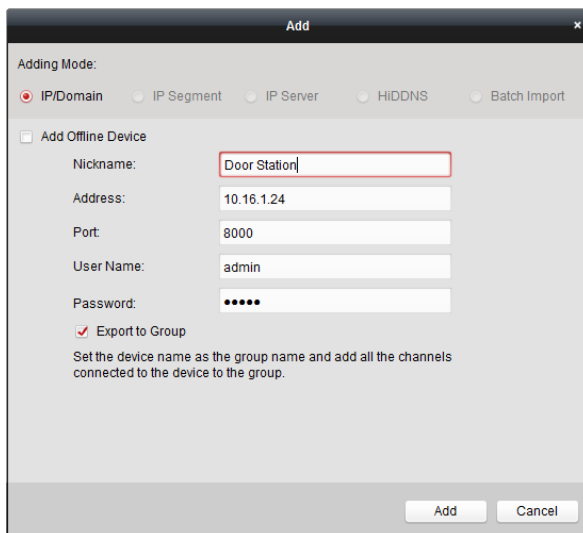 Add
Adding Mode:
IP/Domain IP Segment IP Server HiDDNS Batch Import
Add Offline Device
Nickname: Door Station
Address: 10.16.1.24
Port: 8000
User Name: admin
Password: •••••
Export to Group
Set the device name as the group name and add all the channels
connected to the device to the group.
Add Cancel